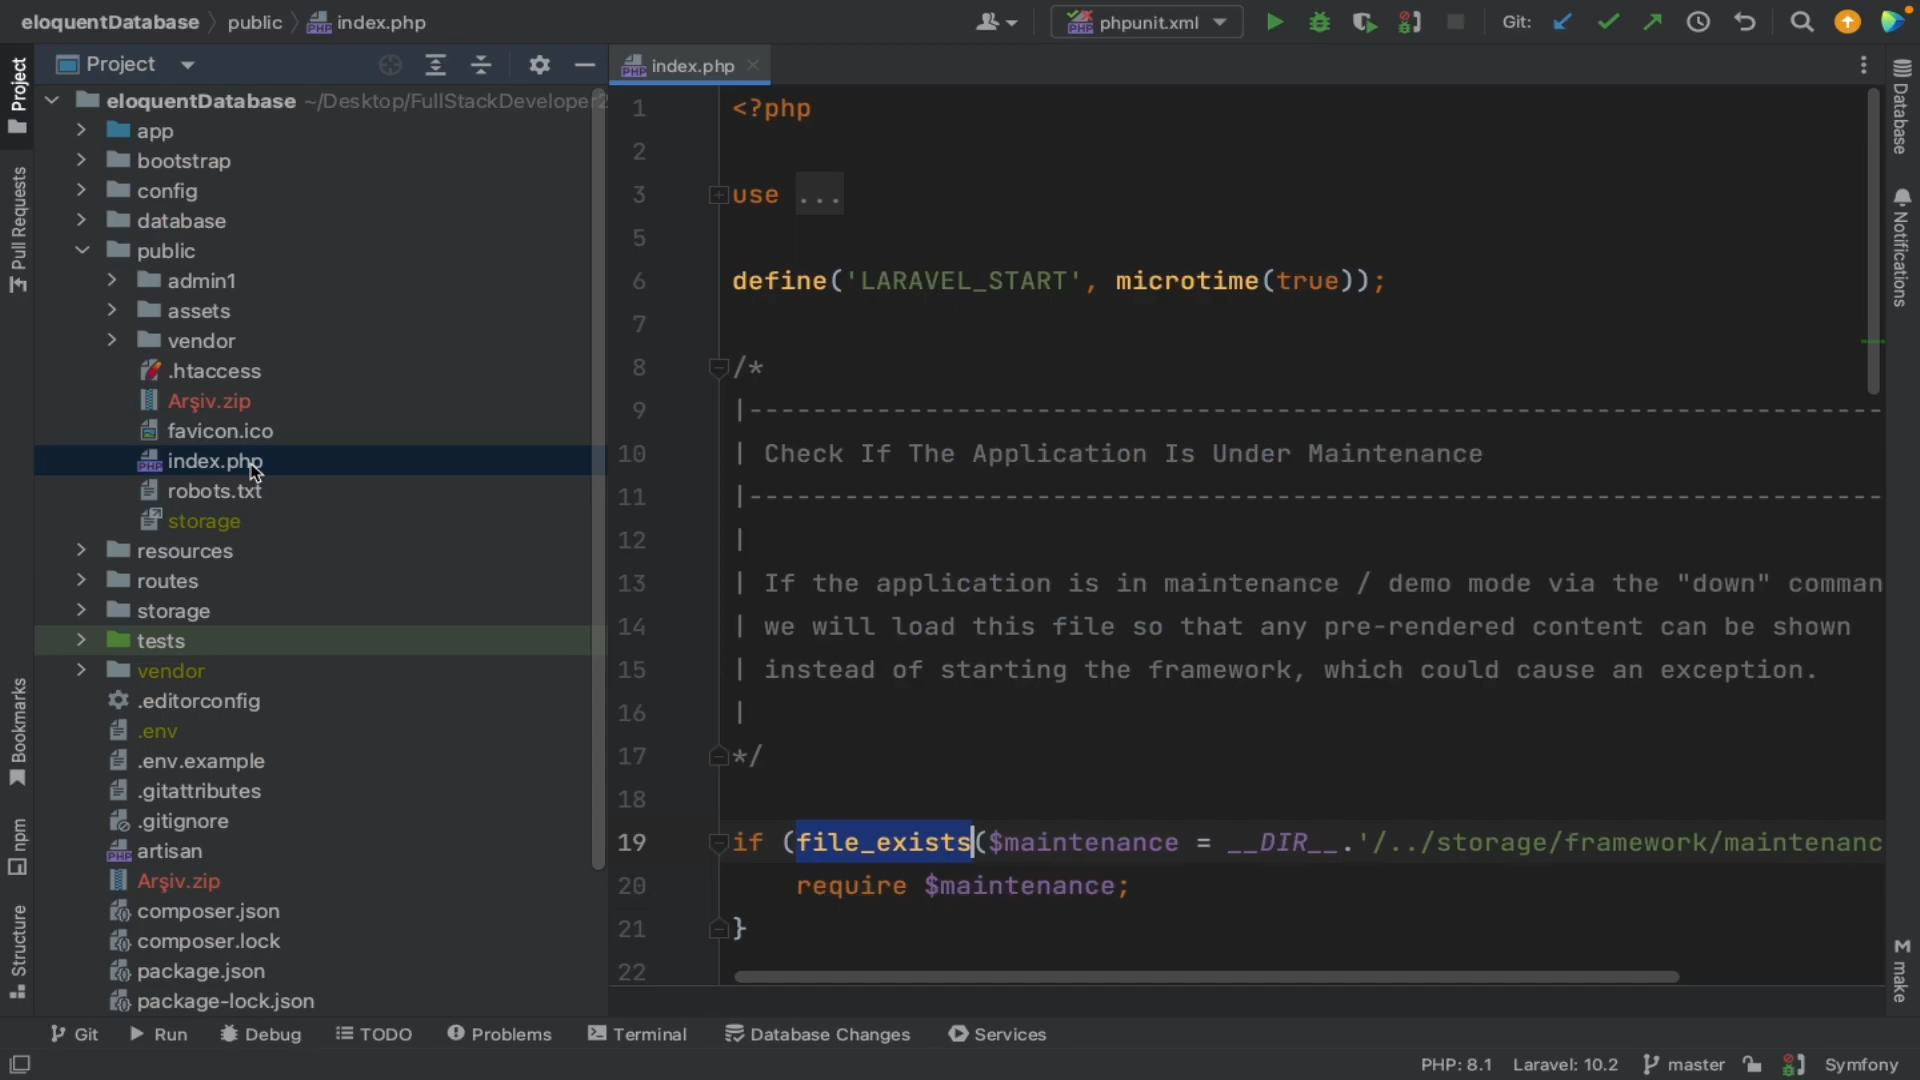 eloquentDatabase public index.php
phpunit.xml
Git:
Project
index.php
Project
Pull Requests
Bookmarks
npm
Structure
eloquentDatabase ~/Desktop/FullStackDeveloper2
app
bootstrap
config
database
public
admin1
assets
vendor
.htaccess
Arşiv.zip
favicon.ico
index.php
robots.txt
storage
resources
routes
storage
tests
vendor
.editorconfig
.env
.env.example
.gitattributes
.gitignore
artisan
Arşiv.zip
composer.json
composer.lock
package.json
package-lock.json
1 <?php
2
3 use ...
5
6 define('LARAVEL_START', microtime(true));
7
8 /*
9 |-----------------------------------------------------------------------
10 | Check If The Application Is Under Maintenance
11 |-----------------------------------------------------------------------
12 |
13 | If the application is in maintenance / demo mode via the "down" comman
14 | we will load this file so that any pre-rendered content can be shown
15 | instead of starting the framework, which could cause an exception.
16 |
17 */
18
19 if (file_exists($maintenance = __DIR__.'/../storage/framework/maintenanc
20 require $maintenance;
21 }
22
Database
Notifications
make
Git Run Debug TODO Problems Terminal Database Changes Services
PHP: 8.1 Laravel: 10.2 master Symfony